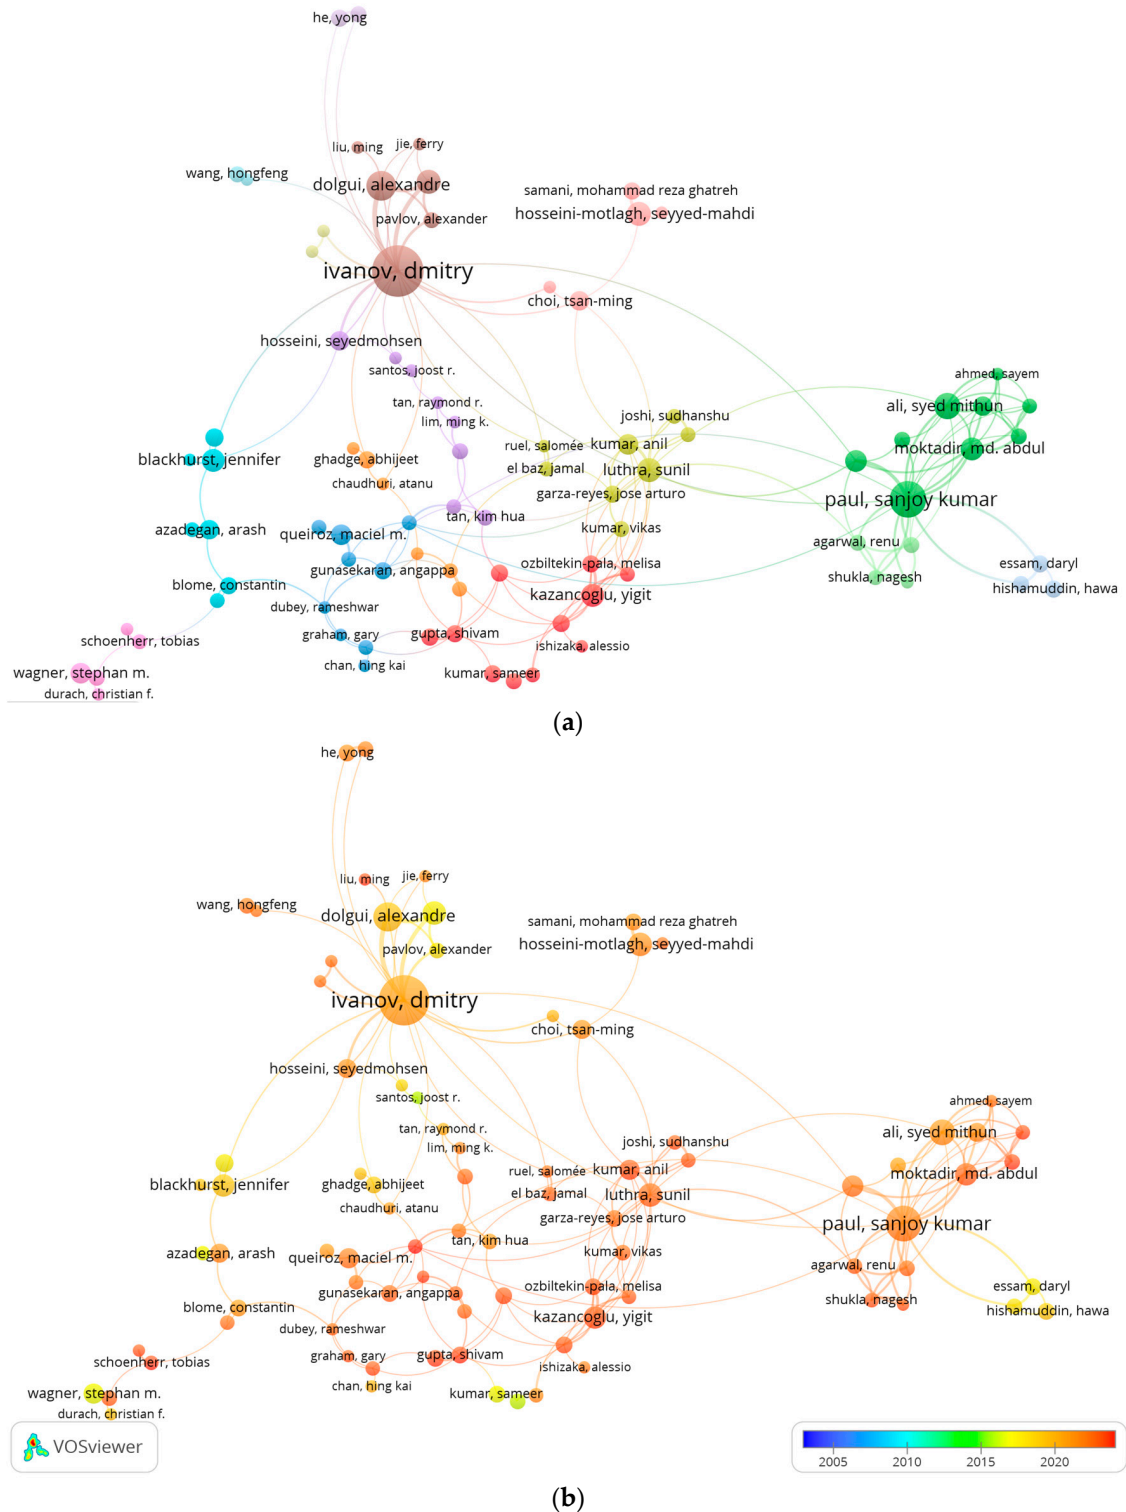 he, yong
liu, ming
jie, ferry
wang, hongfeng
dolgui, alexandre
samani, mohammad reza ghatreh
hosseini-motlagh, seyyed-mahdi
pavlov, alexander
ivanov, dmitry
choi, tsan-ming
hosseini, seyedmohsen
santos, joost r.
ahmed, sayem
tan, raymond r.
ali, syed mithun
lim, ming k.
joshi, sudhanshu
ruel, salomée
kumar, anil
moktadir, md. abdul
blackhurst, jennifer
ghadge, abhijeet
el baz, jamal
luthra, sunil
chaudhuri, atanu
garza-reyes, jose arturo
paul, sanjoy kumar
tan, kim hua
azadegan, arash
queiroz, maciel m.
kumar, vikas
agarwal, renu
ozbiltekin-pala, melisa
essam, daryl
gunasekaran, angappa
shukla, nagesh
blome, constantin
hishamuddin, hawa
kazancoglu, yigit
dubey, rameshwar
graham, gary
gupta, shivam
schoenherr, tobias
ishizaka, alessio
chan, hing kai
wagner, stephan m.
kumar, sameer
durach, christian f.
(a)
he, yong
liu, ming
jie, ferry
wang, hongfeng
dolgui, alexandre
samani, mohammad reza ghatreh
hosseini-motlagh, seyyed-mahdi
pavlov, alexander
ivanov, dmitry
choi, tsan-ming
hosseini, seyedmohsen
santos, joost r.
ahmed, sayem
tan, raymond r.
ali, syed mithun
lim, ming k.
joshi, sudhanshu
ruel, salomée
kumar, anil
moktadir, md. abdul
blackhurst, jennifer
ghadge, abhijeet
el baz, jamal
luthra, sunil
chaudhuri, atanu
garza-reyes, jose arturo
paul, sanjoy kumar
tan, kim hua
azadegan, arash
queiroz, maciel m.
kumar, vikas
agarwal, renu
ozbiltekin-pala, melisa
essam, daryl
gunasekaran, angappa
shukla, nagesh
blome, constantin
hishamuddin, hawa
kazancoglu, yigit
dubey, rameshwar
graham, gary
gupta, shivam
schoenherr, tobias
ishizaka, alessio
chan, hing kai
wagner, stephan m.
kumar, sameer
durach, christian f.
VOSviewer
2005 2010 2015 2020
(b)